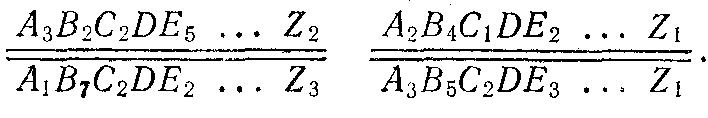 A₃B₂C₂DE₅ ... Z₂ A₂B₄C₁DE₂ ... Z₁
A₁B₇C₂DE₂ ... Z₃ A₃B₅C₂DE₃ ... Z₁.